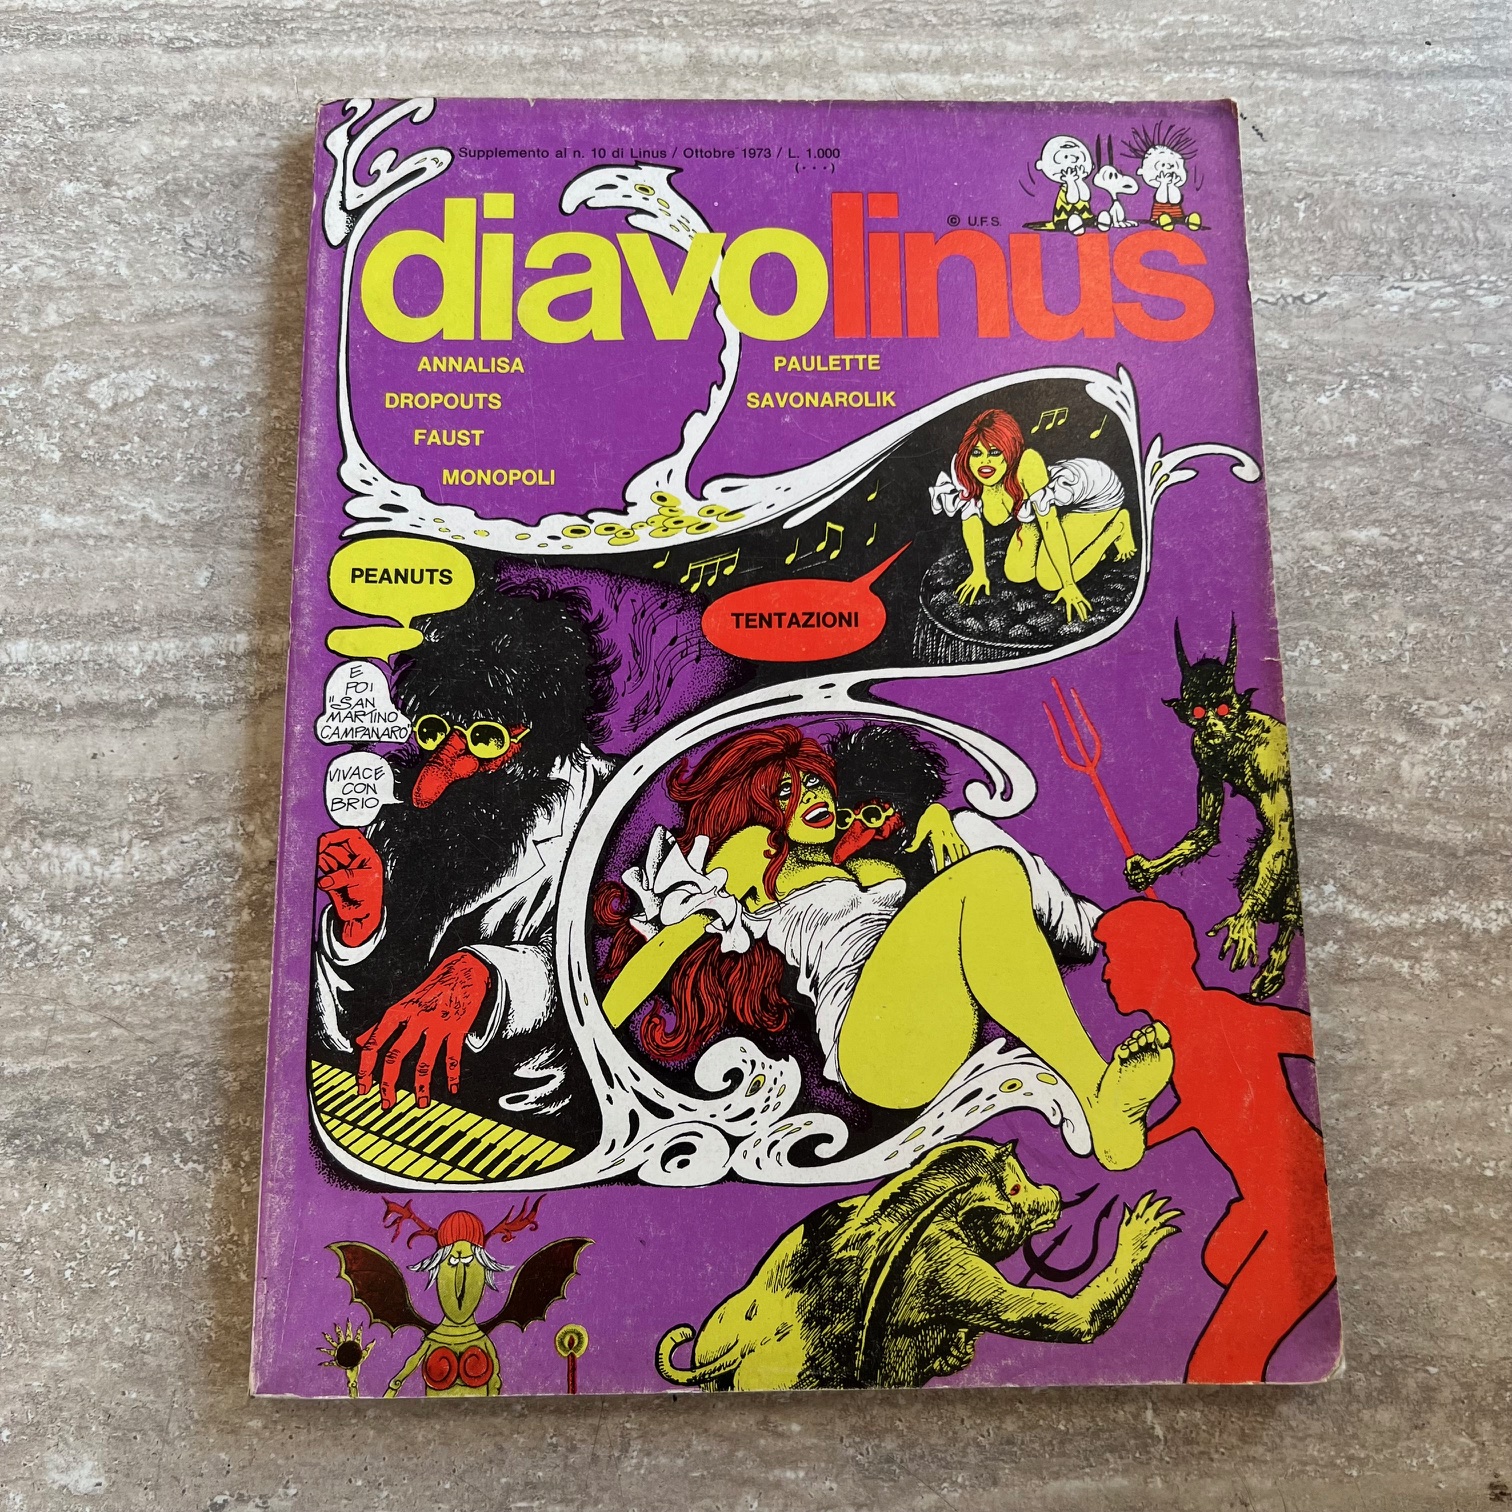 Supplemento al n. 10 di Linus / Ottobre 1973 / L. 1.000
(...)
diavolinus
© U.F.S.
ANNALISA
DROPOUTS
FAUST
MONOPOLI
PAULETTE
SAVONAROLIK
PEANUTS
TENTAZIONI
E
POI
"SAN
MARTINO
CAMPANARO"
VIVACE
CON
BRIO